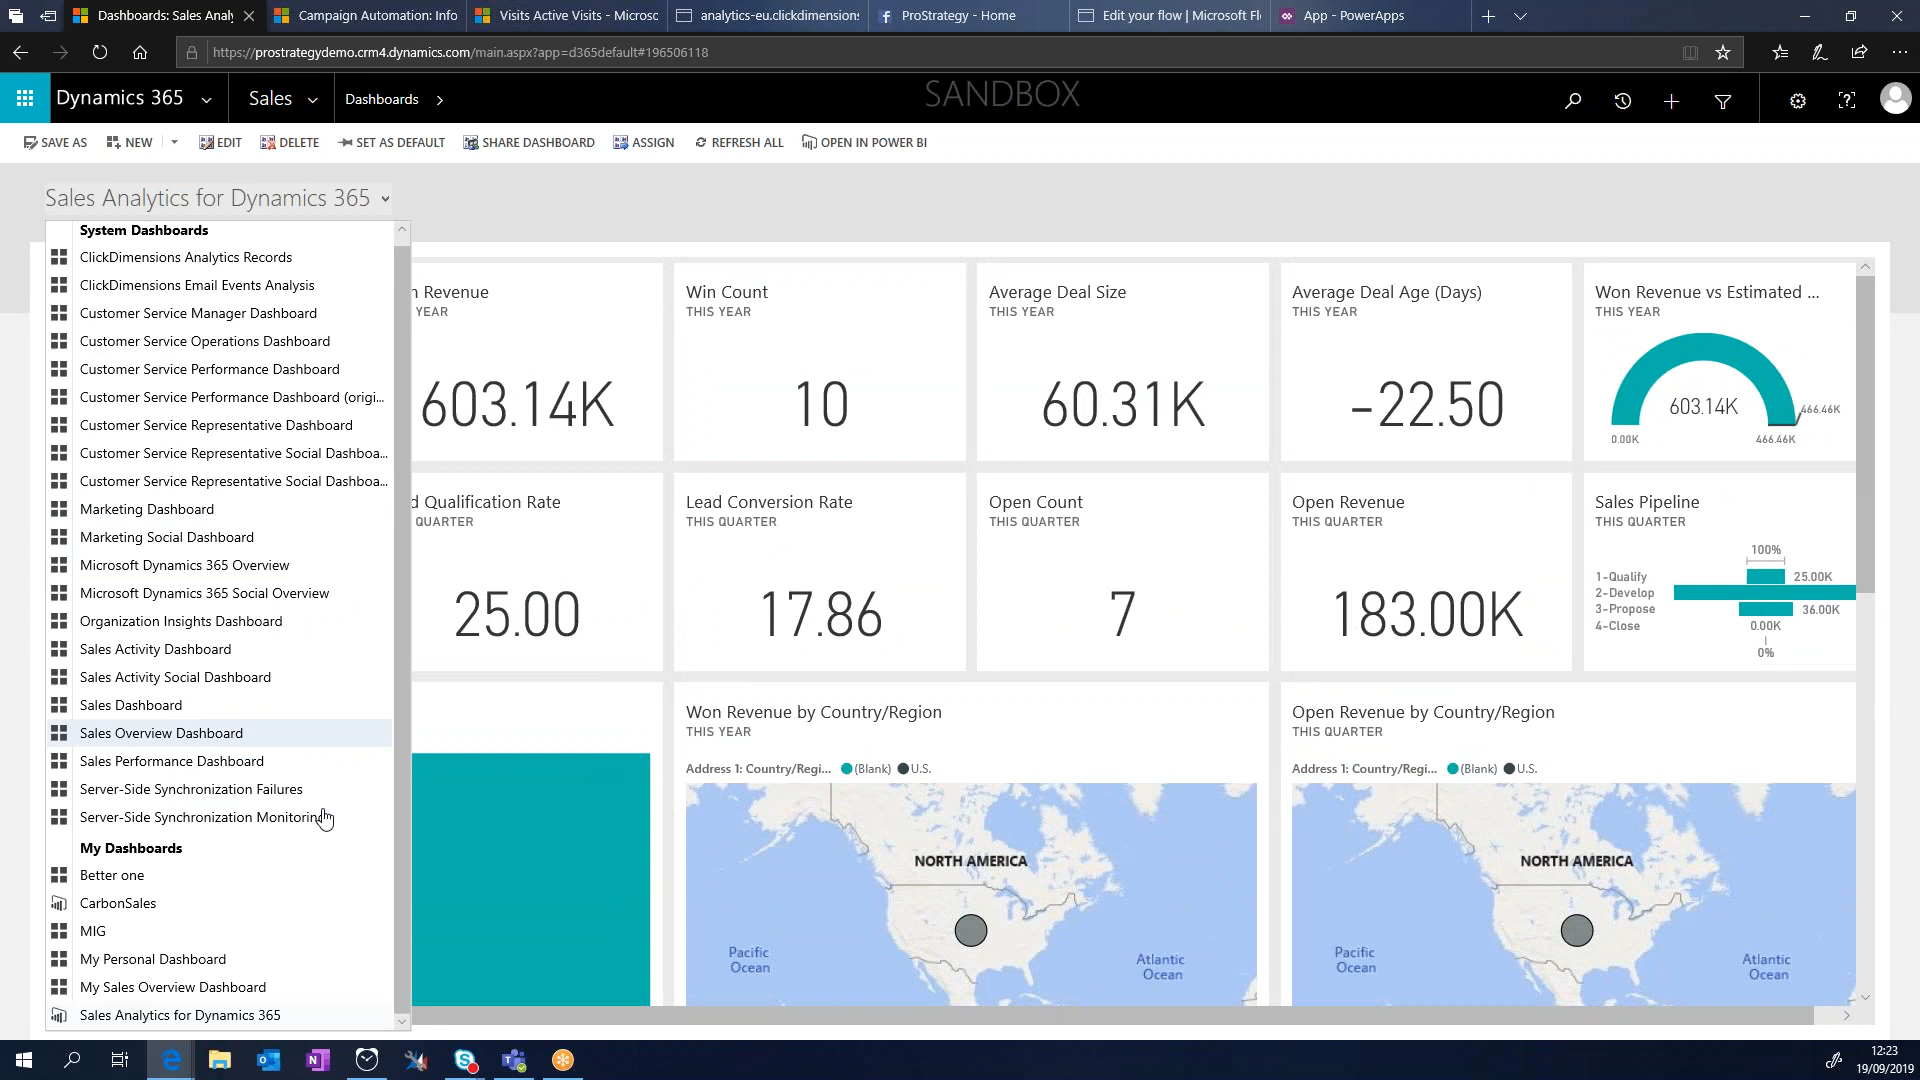 Dashboards: Sales Analy
Campaign Automation: Info
Visits Active Visits - Microsc
analytics-eu.clickdimensions
ProStrategy - Home
Edit your flow | Microsoft Fl
App - PowerApps
https://prostrategydemo.crm4.dynamics.com/main.aspx?app=d365default#196506118
Dynamics 365
Sales
Dashboards
SANDBOX
SAVE AS
NEW
EDIT
DELETE
SET AS DEFAULT
SHARE DASHBOARD
ASSIGN
REFRESH ALL
OPEN IN POWER BI
Sales Analytics for Dynamics 365
System Dashboards
ClickDimensions Analytics Records
ClickDimensions Email Events Analysis
Customer Service Manager Dashboard
Customer Service Operations Dashboard
Customer Service Performance Dashboard
Customer Service Performance Dashboard (origi...
Customer Service Representative Dashboard
Customer Service Representative Social Dashboa...
Customer Service Representative Social Dashboa...
Marketing Dashboard
Marketing Social Dashboard
Microsoft Dynamics 365 Overview
Microsoft Dynamics 365 Social Overview
Organization Insights Dashboard
Sales Activity Dashboard
Sales Activity Social Dashboard
Sales Dashboard
Sales Overview Dashboard
Sales Performance Dashboard
Server-Side Synchronization Failures
Server-Side Synchronization Monitorin
My Dashboards
Better one
CarbonSales
MIG
My Personal Dashboard
My Sales Overview Dashboard
Sales Analytics for Dynamics 365
n Revenue
YEAR
603.14K
Win Count
THIS YEAR
10
Average Deal Size
THIS YEAR
60.31K
Average Deal Age (Days)
THIS YEAR
-22.50
Won Revenue vs Estimated ...
THIS YEAR
603.14K
466.46K
0.00K
466.46K
d Qualification Rate
QUARTER
25.00
Lead Conversion Rate
THIS QUARTER
17.86
Open Count
THIS QUARTER
7
Open Revenue
THIS QUARTER
183.00K
Sales Pipeline
THIS QUARTER
100%
1-Qualify 25.00K
2-Develop
3-Propose 36.00K
4-Close 0.00K
0%
Won Revenue by Country/Region
THIS YEAR
Address 1: Country/Regi... (Blank) U.S.
NORTH AMERICA
Pacific
Ocean
Atlantic
Ocean
Open Revenue by Country/Region
THIS QUARTER
Address 1: Country/Regi... (Blank) U.S.
NORTH AMERICA
Pacific
Ocean
Atlantic
Ocean
12:23
19/09/2019